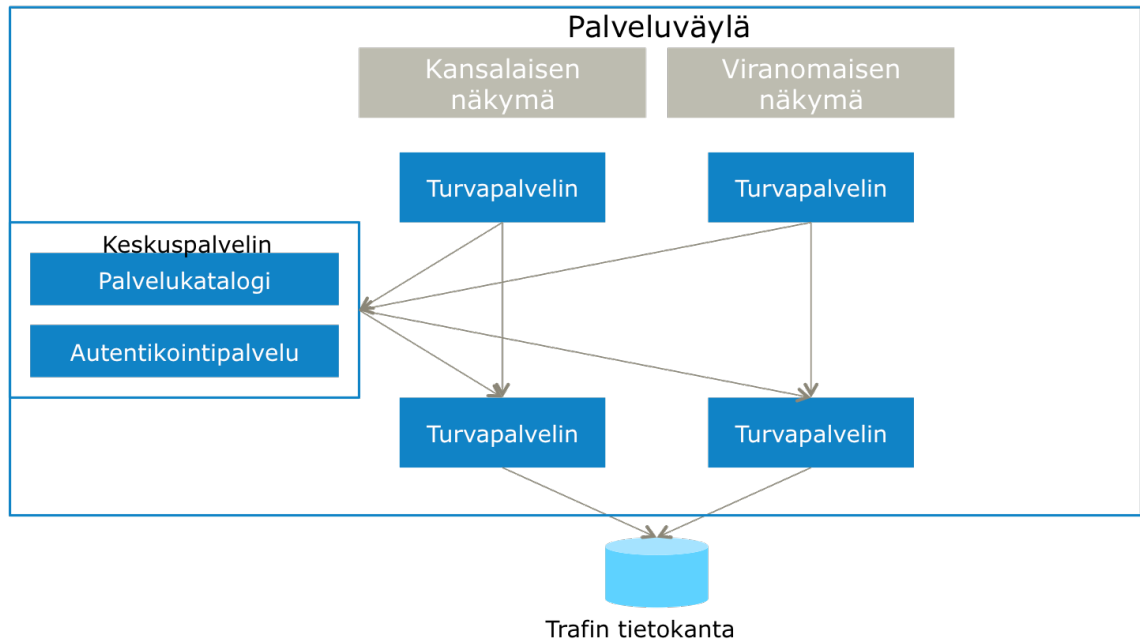 Palveluväylä
Kansalaisen
näkymä
Viranomaisen
näkymä
Turvapalvelin
Turvapalvelin
Keskuspalvelin
Palvelukatalogi
Autentikointipalvelu
Turvapalvelin
Turvapalvelin
Trafin tietokanta